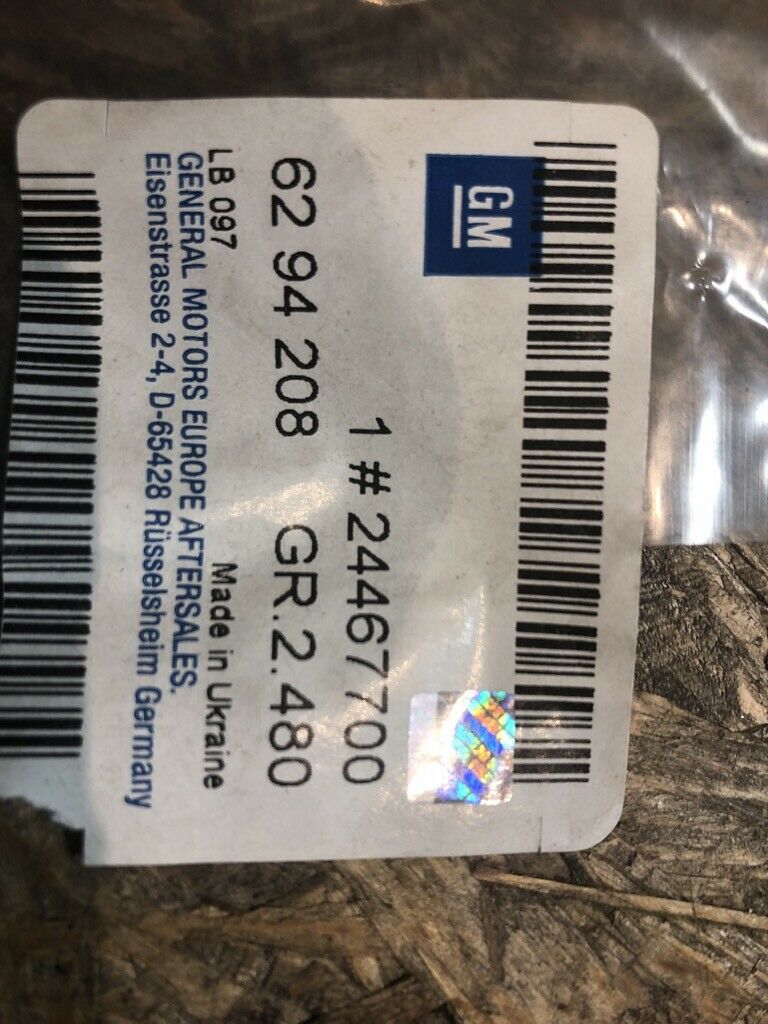 GM
1 # 24467700
62 94 208 GR.2.480
LB 097 Made in Ukraine
GENERAL MOTORS EUROPE AFTERSALES.
Eisenstrasse 2-4, D-65428 Rüsselsheim Germany